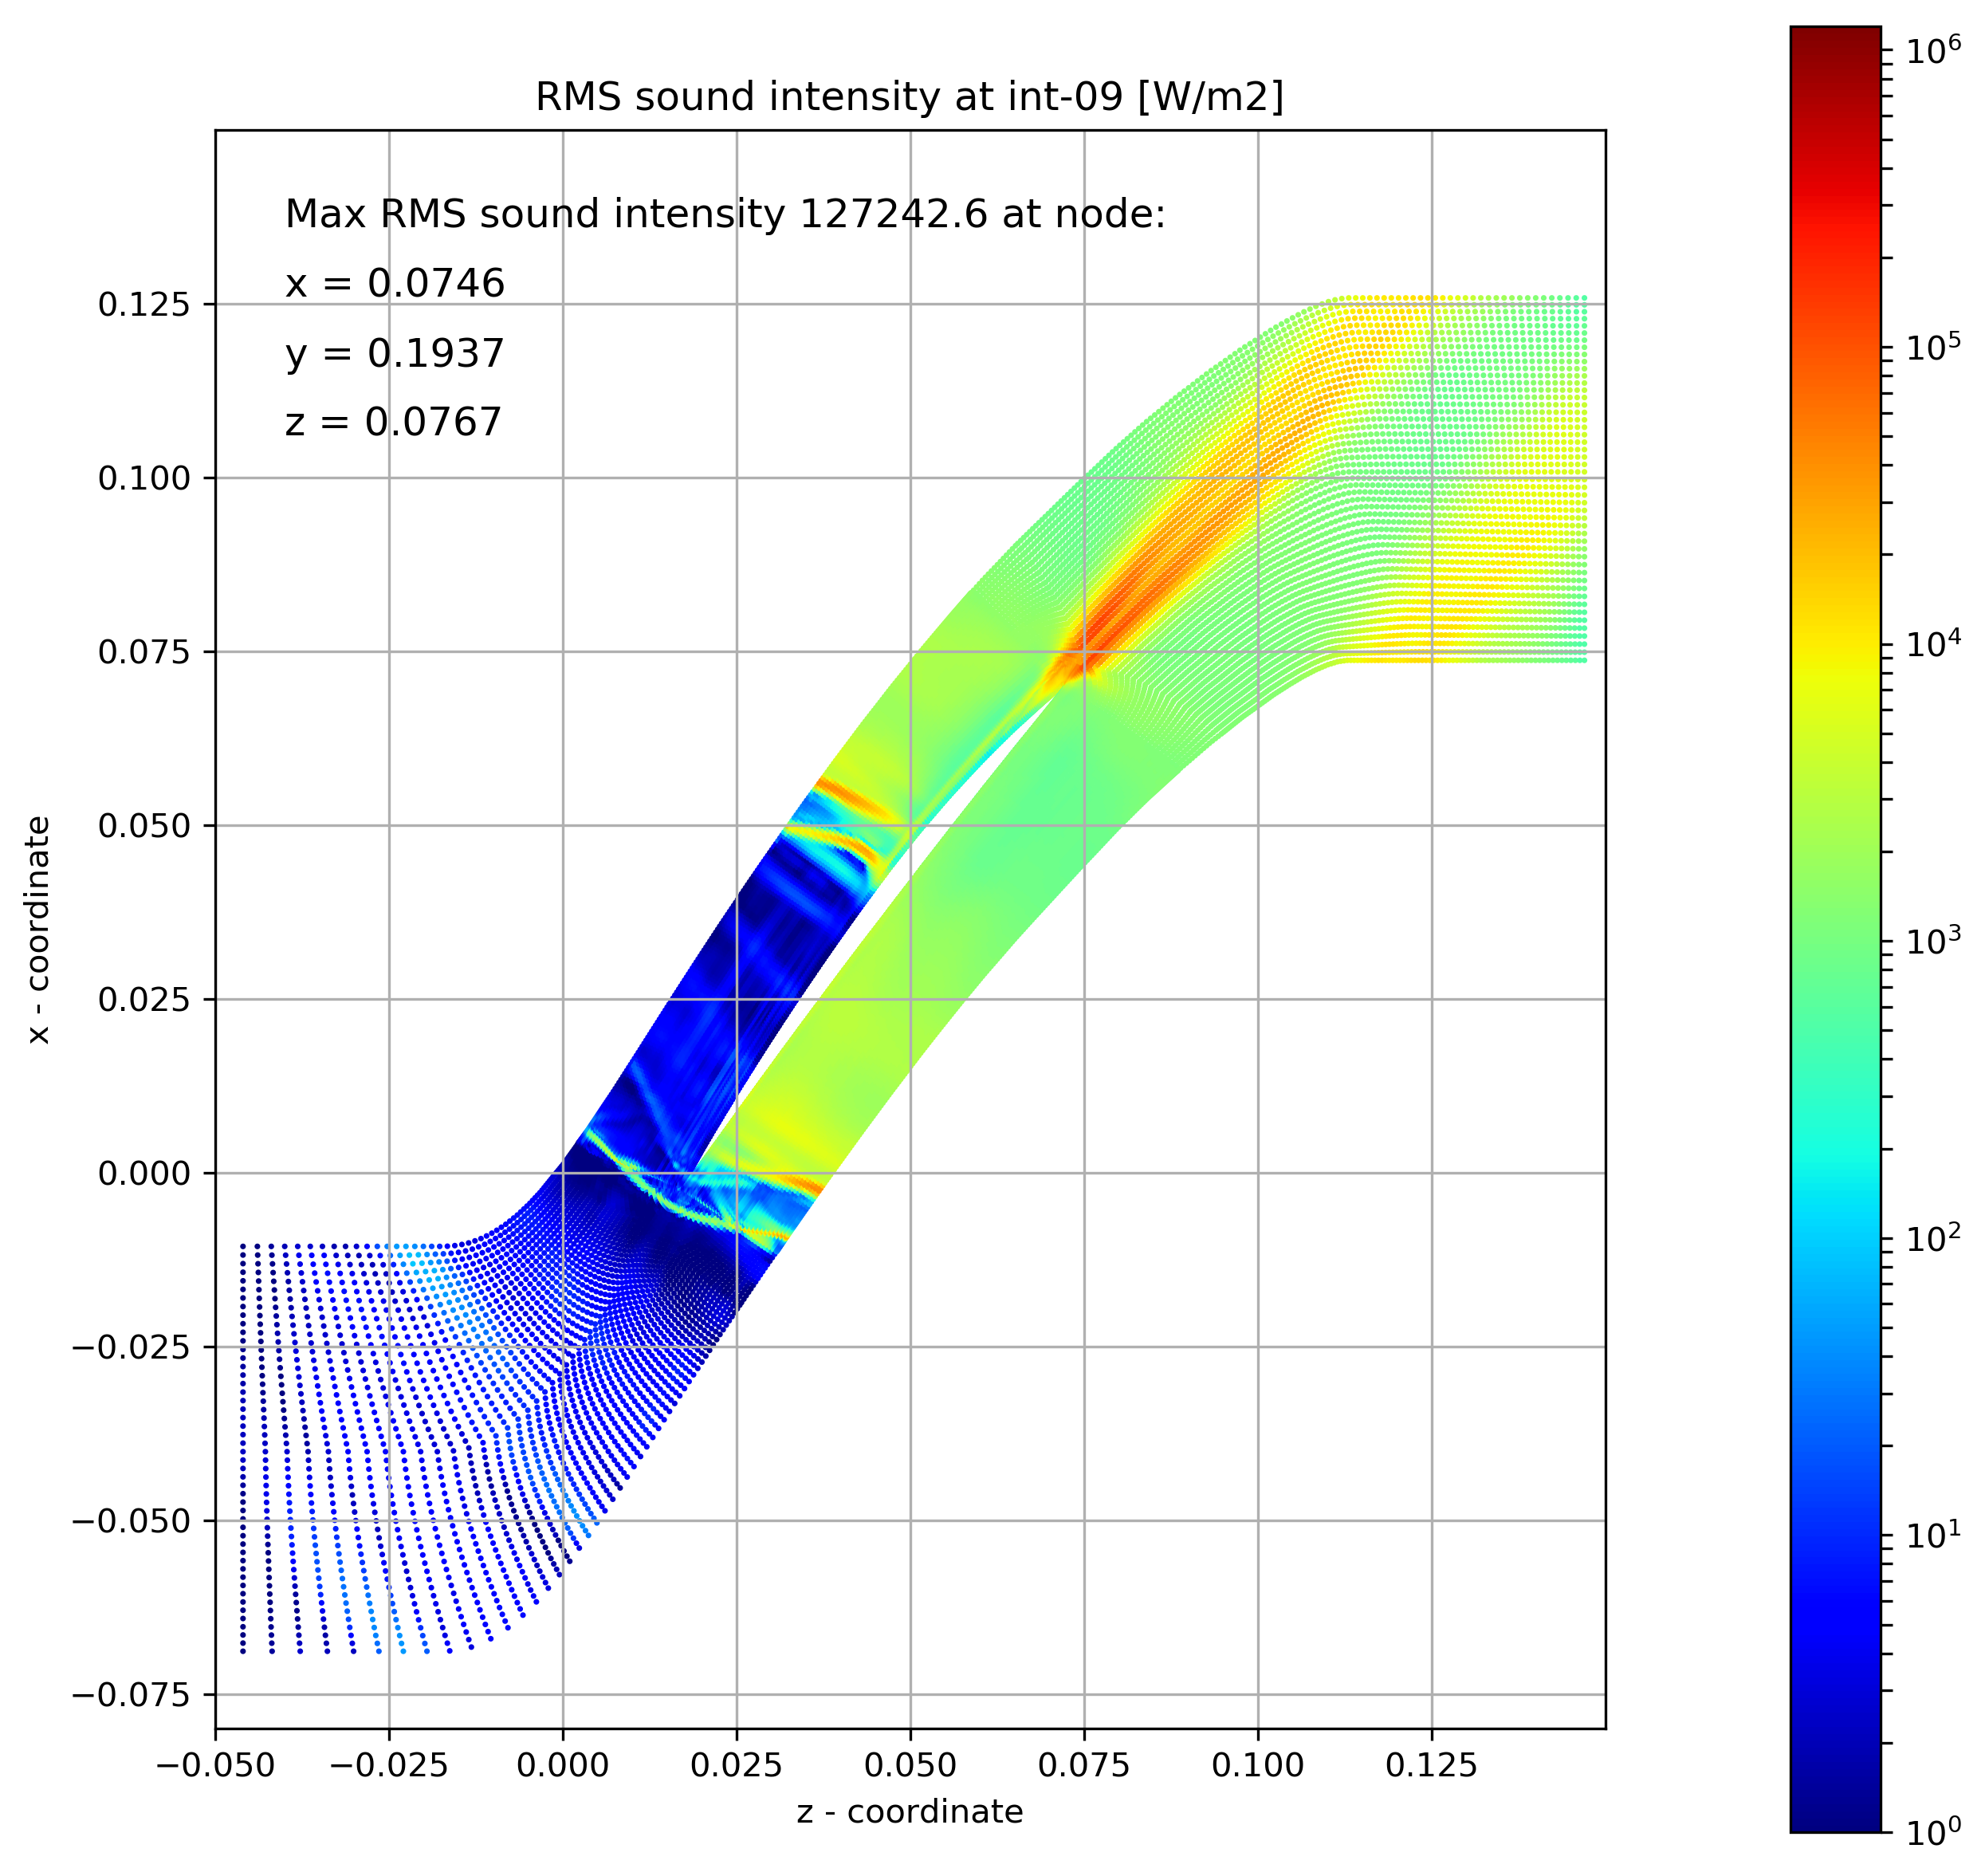 RMS sound intensity at int-09 [W/m2]
Max RMS sound intensity 127242.6 at node:
x = 0.0746
y = 0.1937
z = 0.0767
x - coordinate
0.125
0.100
0.075
0.050
0.025
0.000
−0.025
−0.050
−0.075
−0.050 −0.025 0.000 0.025 0.050 0.075 0.100 0.125
z - coordinate
10⁶
10⁵
10⁴
10³
10²
10¹
10⁰